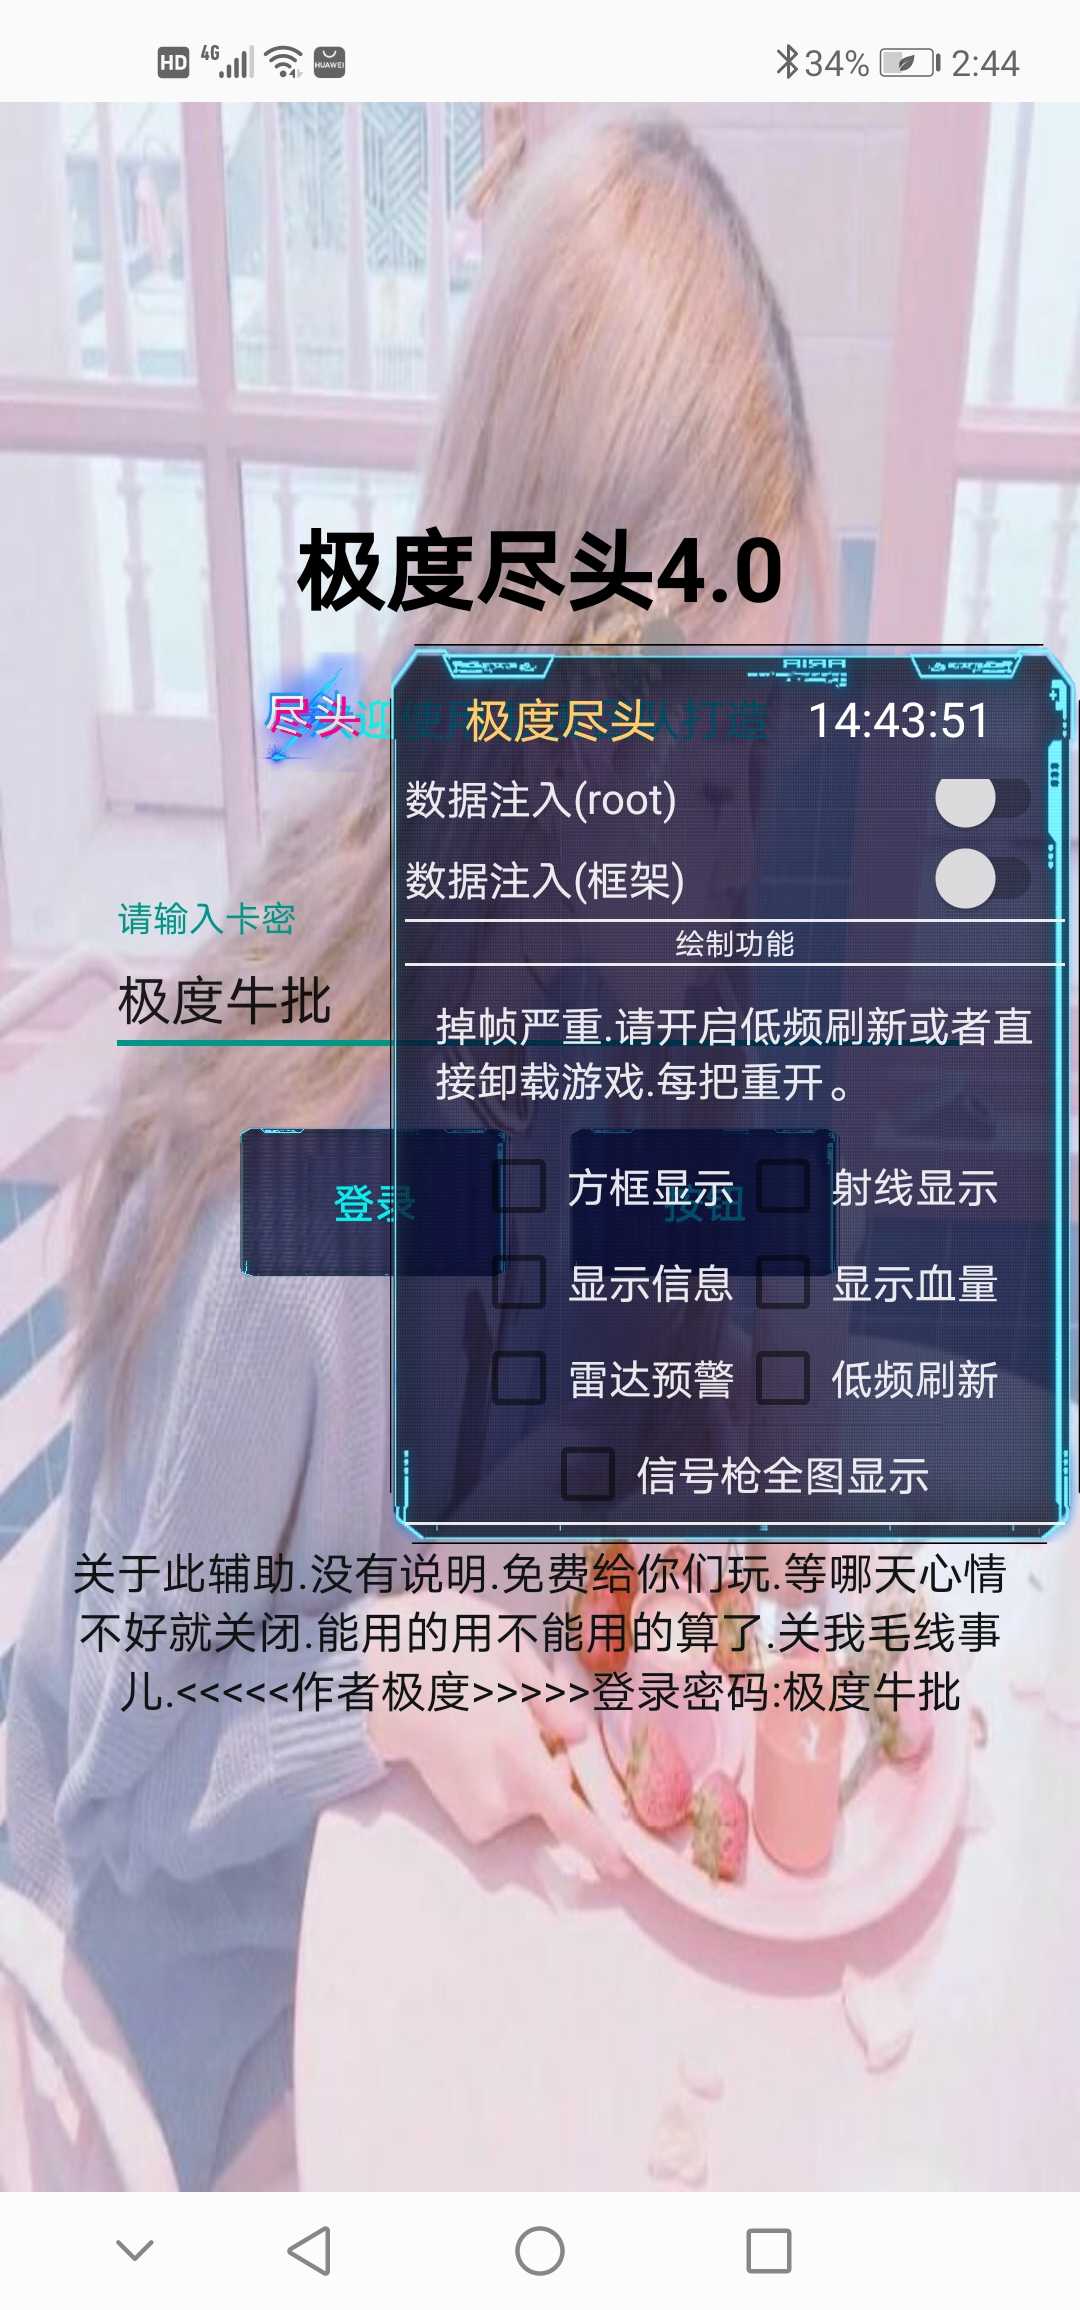 HD 4G HUAWEI 34% 2:44
极度尽头4.0
尽头
极度尽头 14:43:51
数据注入(root)
数据注入(框架)
请输入卡密
绘制功能
极度牛批
掉帧严重.请开启低频刷新或者直
接卸载游戏.每把重开。
登录
按钮
方框显示 射线显示
显示信息 显示血量
雷达预警 低频刷新
信号枪全图显示
关于此辅助.没有说明.免费给你们玩.等哪天心情
不好就关闭.能用的用不能用的算了.关我毛线事
儿.<<<<<作者极度>>>>>登录密码:极度牛批